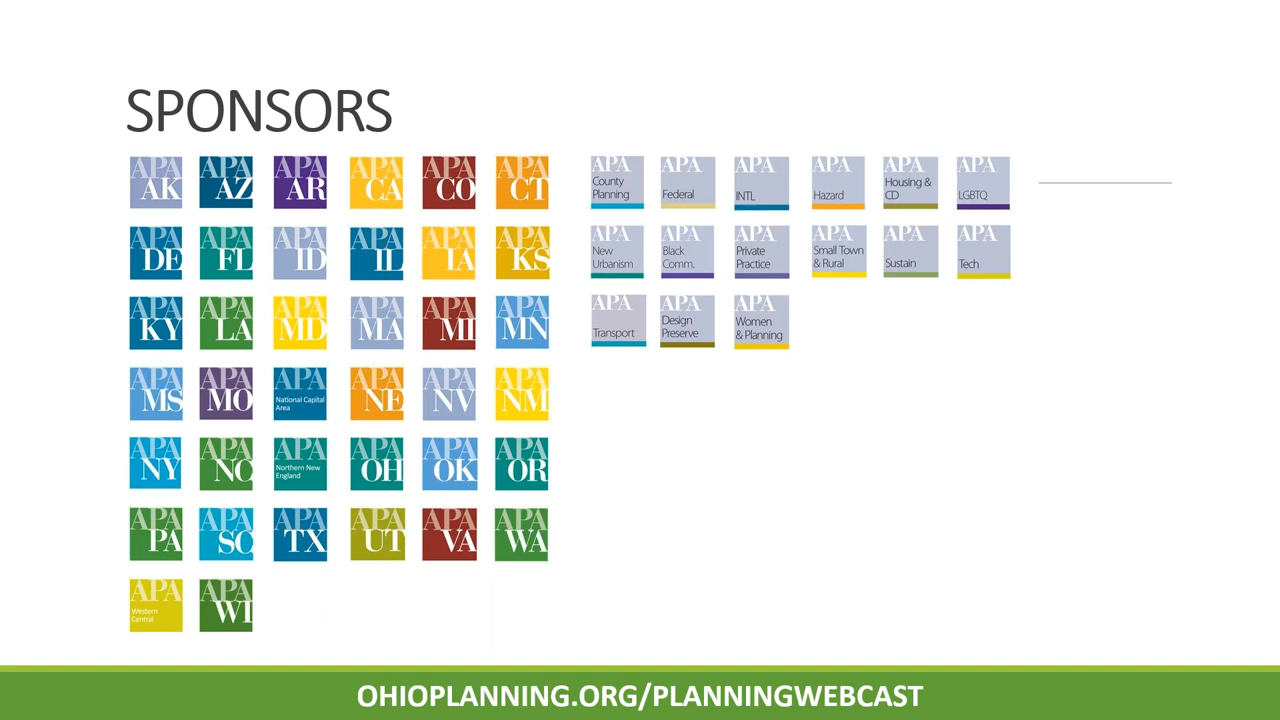 SPONSORS
APA AK
APA AZ
APA AR
APA CA
APA CO
APA CT
APA DE
APA FL
APA ID
APA IL
APA IA
APA KS
APA KY
APA LA
APA MD
APA MA
APA MI
APA MN
APA MS
APA MO
APA National Capital
Area
APA NE
APA NV
APA NM
APA NY
APA NC
APA Northern New
England
APA OH
APA OK
APA OR
APA PA
APA SC
APA TX
APA UT
APA VA
APA WA
APA Western
Central
APA WI
APA
County
Planning
APA
Federal
APA
INTL
APA
Hazard
APA
Housing &
CD
APA
LGBTQ
APA
New
Urbanism
APA
Black
Comm.
APA
Private
Practice
APA
Small Town
& Rural
APA
Sustain
APA
Tech
APA
Transport
APA
Design
Preserve
APA
Women
& Planning
OHIOPLANNING.ORG/PLANNINGWEBCAST